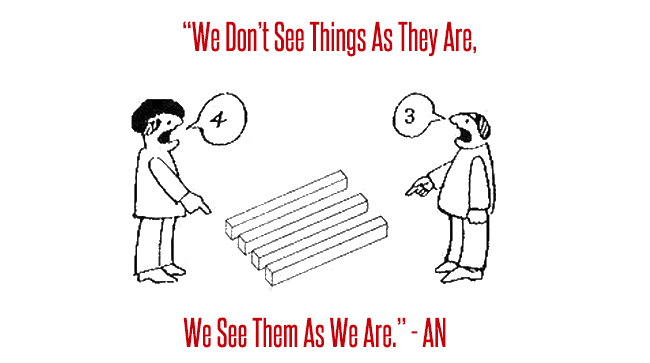 “We Don’t See Things As They Are,
4
3
We See Them As We Are.” - AN